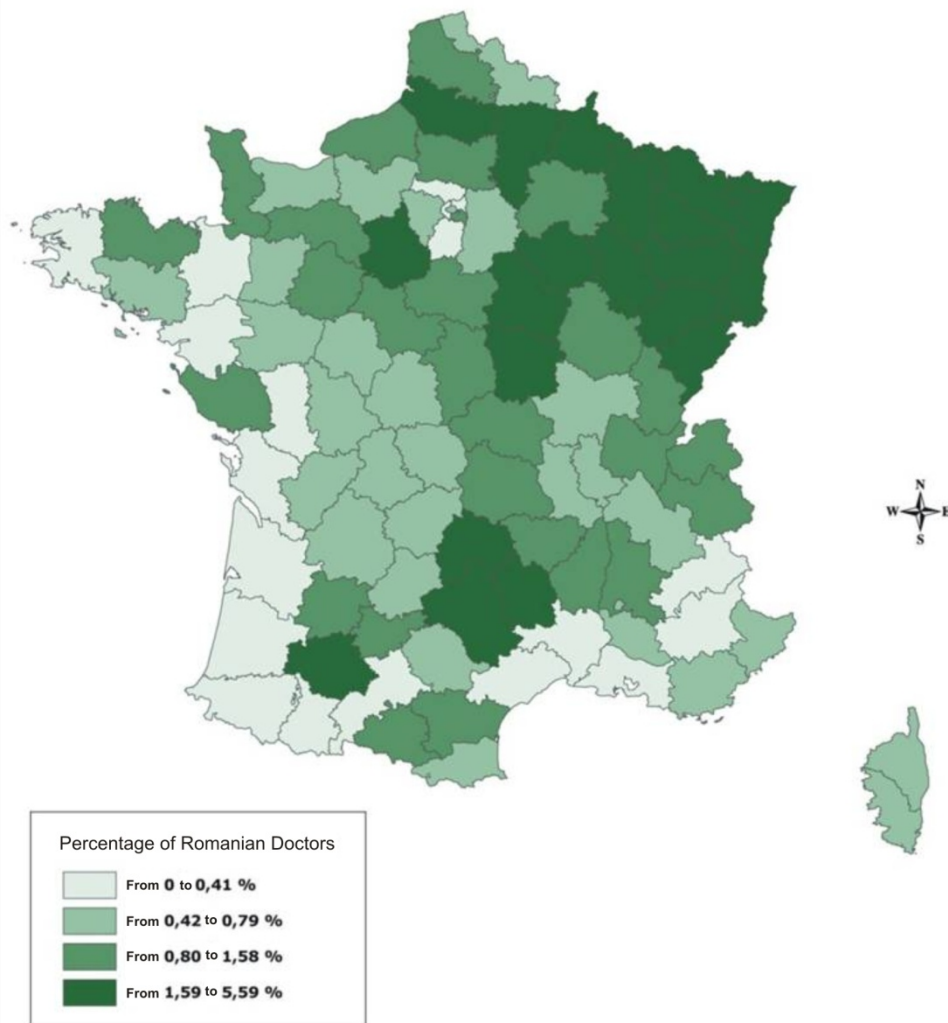 N
W E
S
Percentage of Romanian Doctors
From 0 to 0,41 %
From 0,42 to 0,79 %
From 0,80 to 1,58 %
From 1,59 to 5,59 %